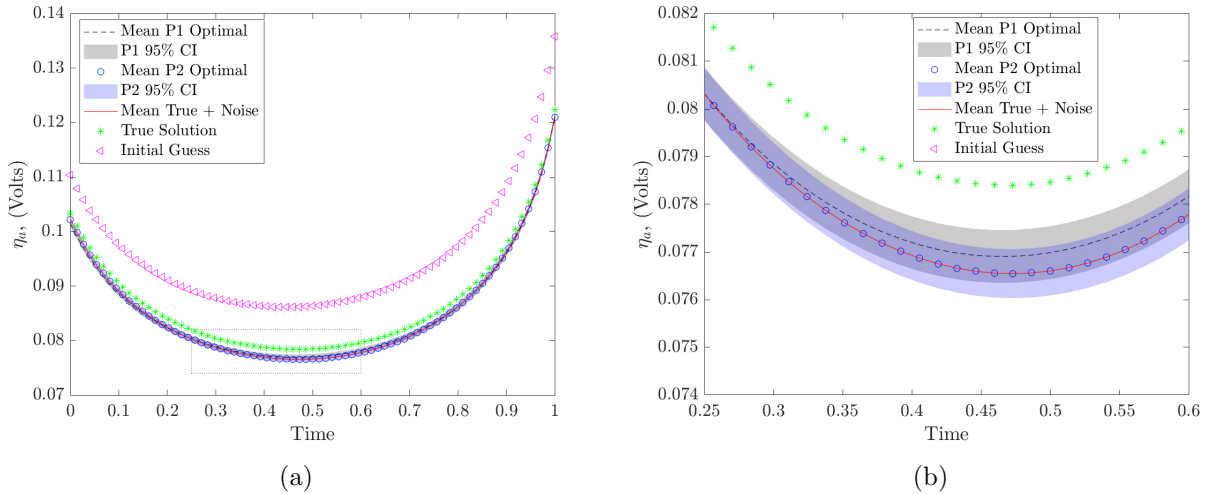 0.14
0.13
0.12
0.11
0.1
0.09
0.08
0.07
ηa, (Volts)
Mean P1 Optimal
P1 95% CI
Mean P2 Optimal
P2 95% CI
Mean True + Noise
True Solution
Initial Guess
0 0.1 0.2 0.3 0.4 0.5 0.6 0.7 0.8 0.9 1
Time
(a)
0.082
0.081
0.08
0.079
0.078
0.077
0.076
0.075
0.074
ηa, (Volts)
Mean P1 Optimal
P1 95% CI
Mean P2 Optimal
P2 95% CI
Mean True + Noise
True Solution
Initial Guess
0.25 0.3 0.35 0.4 0.45 0.5 0.55 0.6
Time
(b)